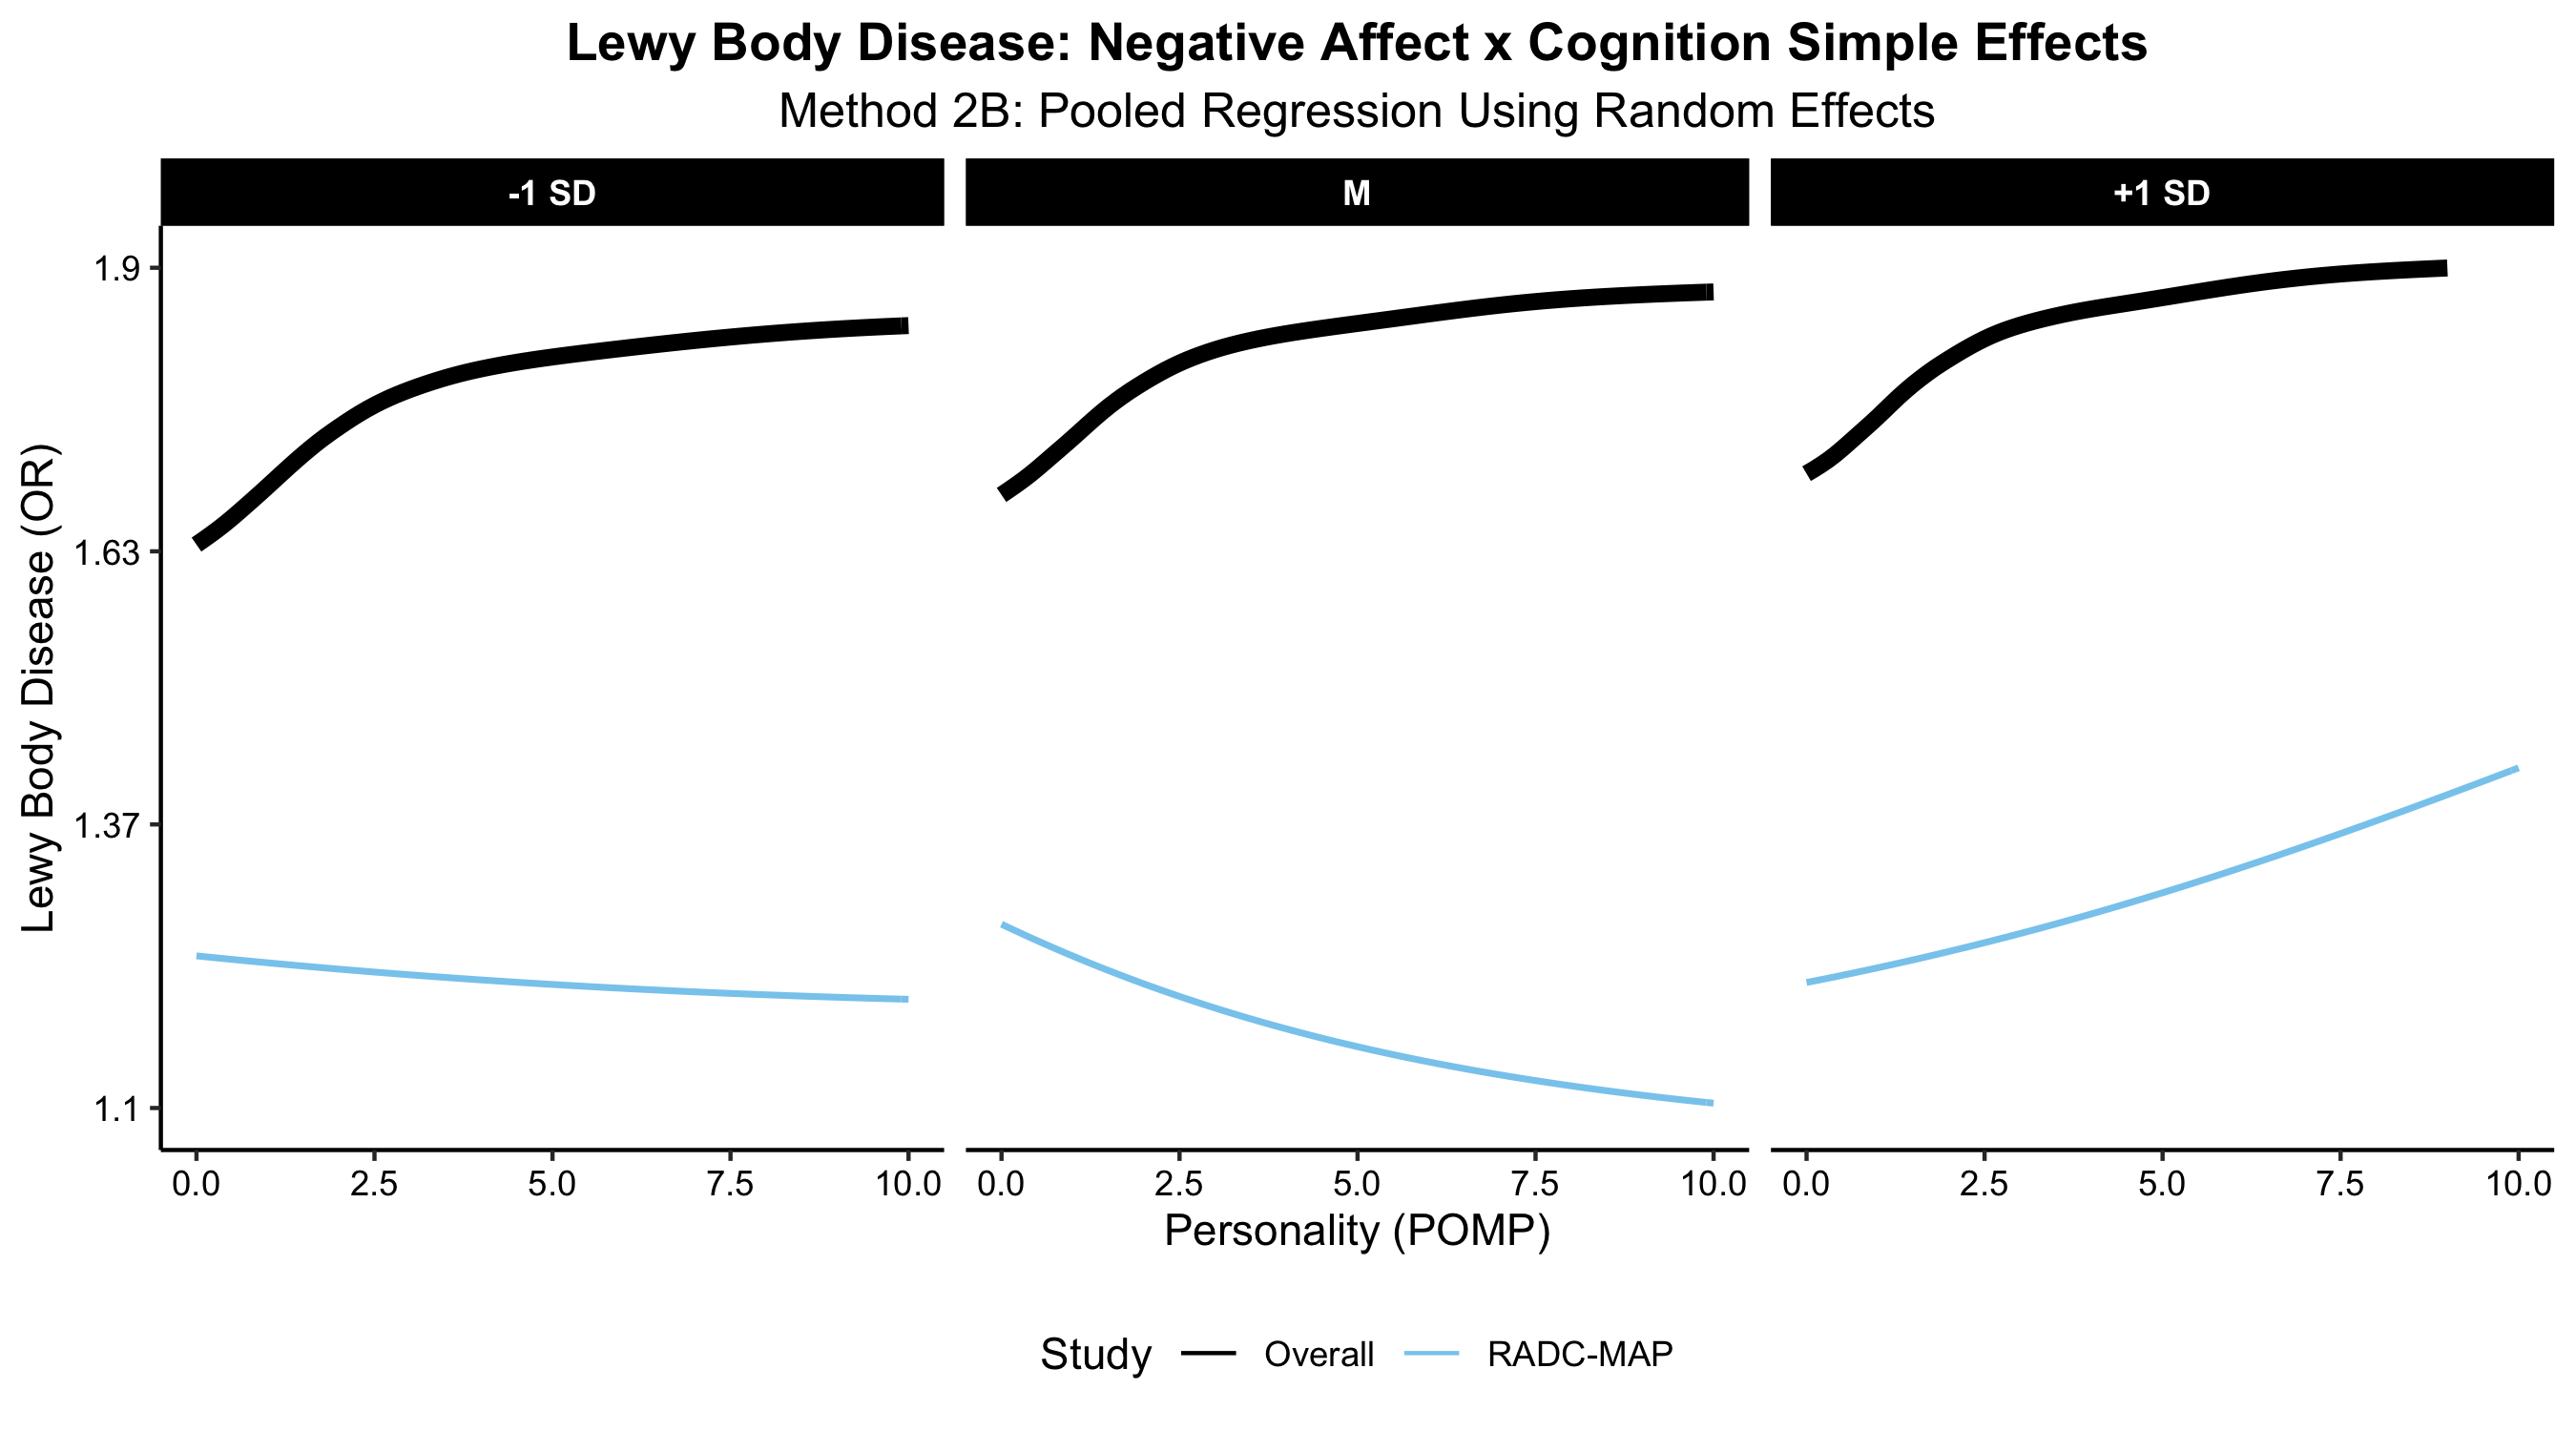 Lewy Body Disease: Negative Affect x Cognition Simple Effects
Method 2B: Pooled Regression Using Random Effects
-1 SD M +1 SD
Lewy Body Disease (OR)
1.9
1.63
1.37
1.1
0.0 2.5 5.0 7.5 10.0 0.0 2.5 5.0 7.5 10.0 0.0 2.5 5.0 7.5 10.0
Personality (POMP)
Study Overall RADC-MAP